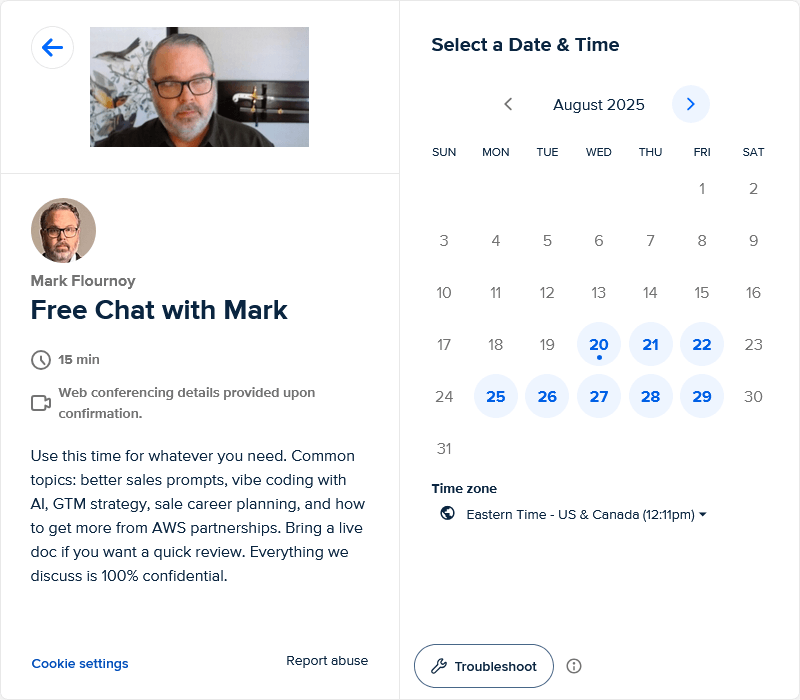 Mark Flournoy
Free Chat with Mark
15 min
Web conferencing details provided upon
confirmation.
Use this time for whatever you need. Common
topics: better sales prompts, vibe coding with
AI, GTM strategy, sale career planning, and how
to get more from AWS partnerships. Bring a live
doc if you want a quick review. Everything we
discuss is 100% confidential.
Cookie settings
Report abuse
Select a Date & Time
August 2025
SUN MON TUE WED THU FRI SAT
1 2
3 4 5 6 7 8 9
10 11 12 13 14 15 16
17 18 19 20 21 22 23
24 25 26 27 28 29 30
31
Time zone
Eastern Time - US & Canada (12:11pm)
Troubleshoot